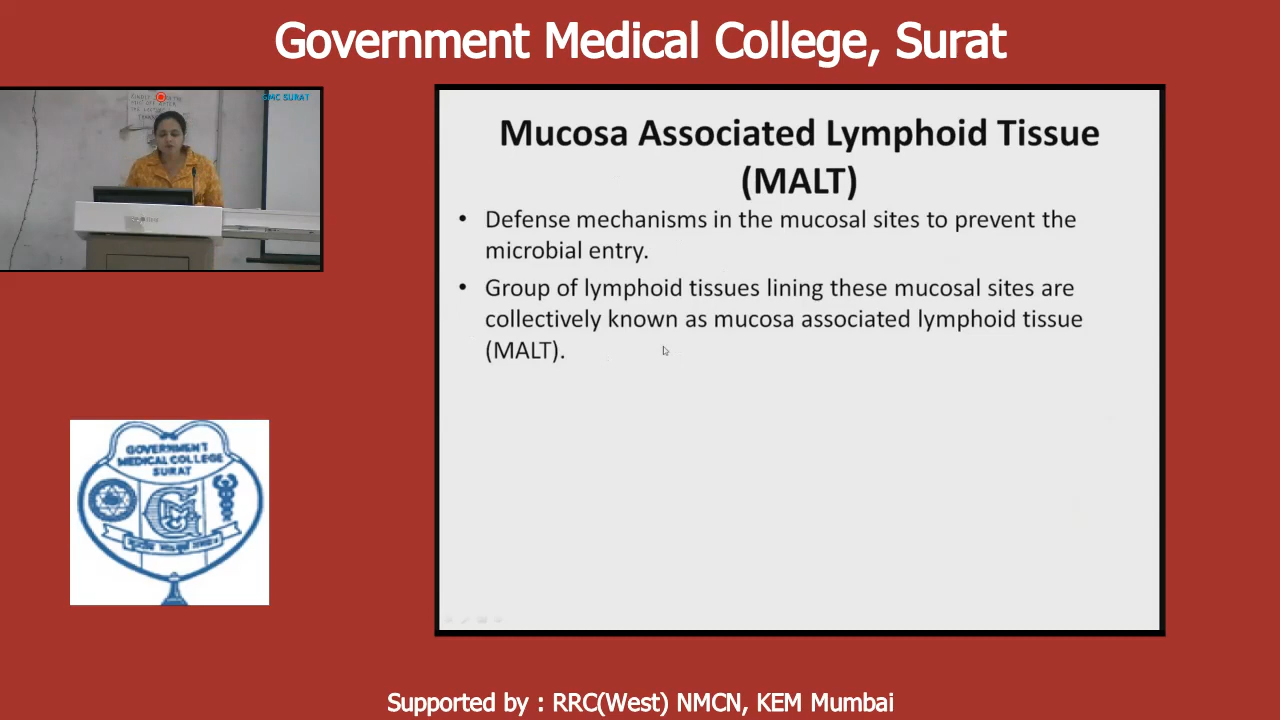 Government Medical College, Surat
GMC SURAT
Mucosa Associated Lymphoid Tissue
(MALT)
• Defense mechanisms in the mucosal sites to prevent the
microbial entry.
• Group of lymphoid tissues lining these mucosal sites are
collectively known as mucosa associated lymphoid tissue
(MALT).
GOVERNMENT
MEDICAL COLLEGE
SURAT
Supported by : RRC(West) NMCN, KEM Mumbai